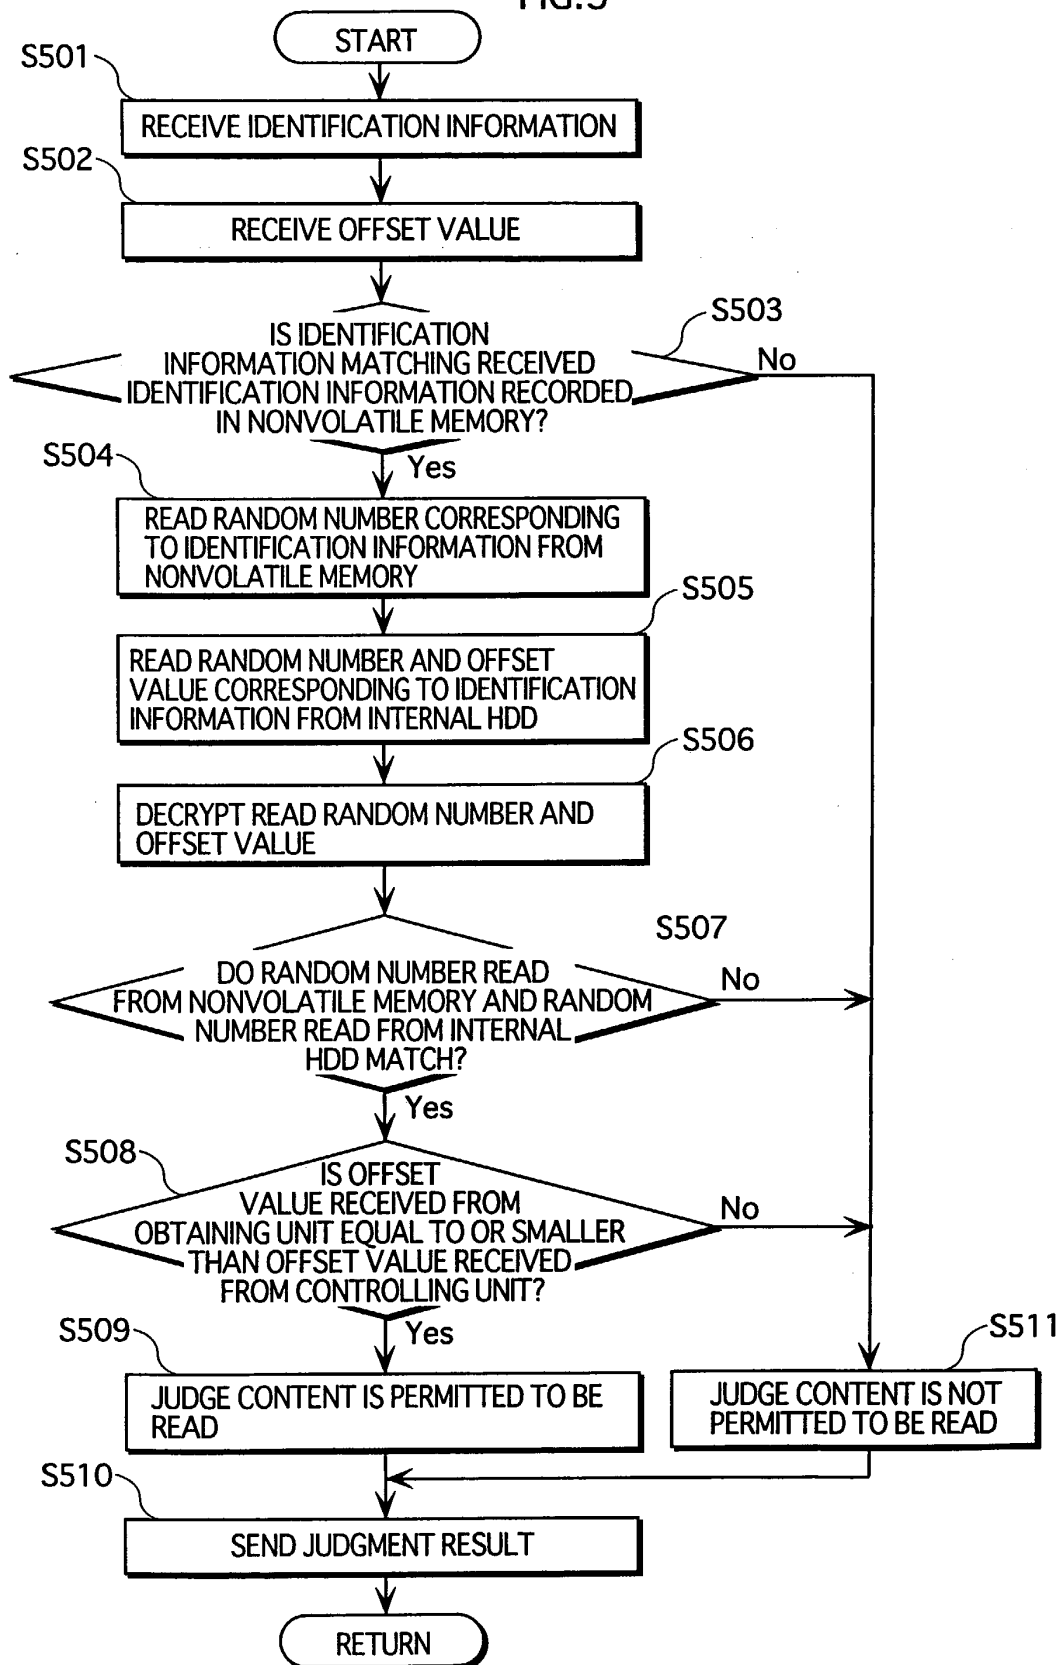 FIG.5
START
S501
RECEIVE IDENTIFICATION INFORMATION
S502
RECEIVE OFFSET VALUE
S503
IS IDENTIFICATION
INFORMATION MATCHING RECEIVED
IDENTIFICATION INFORMATION RECORDED
IN NONVOLATILE MEMORY?
No
Yes
S504
READ RANDOM NUMBER CORRESPONDING
TO IDENTIFICATION INFORMATION FROM
NONVOLATILE MEMORY
S505
READ RANDOM NUMBER AND OFFSET
VALUE CORRESPONDING TO IDENTIFICATION
INFORMATION FROM INTERNAL HDD
S506
DECRYPT READ RANDOM NUMBER AND
OFFSET VALUE
S507
DO RANDOM NUMBER READ
FROM NONVOLATILE MEMORY AND RANDOM
NUMBER READ FROM INTERNAL
HDD MATCH?
No
Yes
S508
IS OFFSET
VALUE RECEIVED FROM
OBTAINING UNIT EQUAL TO OR SMALLER
THAN OFFSET VALUE RECEIVED
FROM CONTROLLING UNIT?
No
Yes
S509
JUDGE CONTENT IS PERMITTED TO BE
READ
S511
JUDGE CONTENT IS NOT
PERMITTED TO BE READ
S510
SEND JUDGMENT RESULT
RETURN